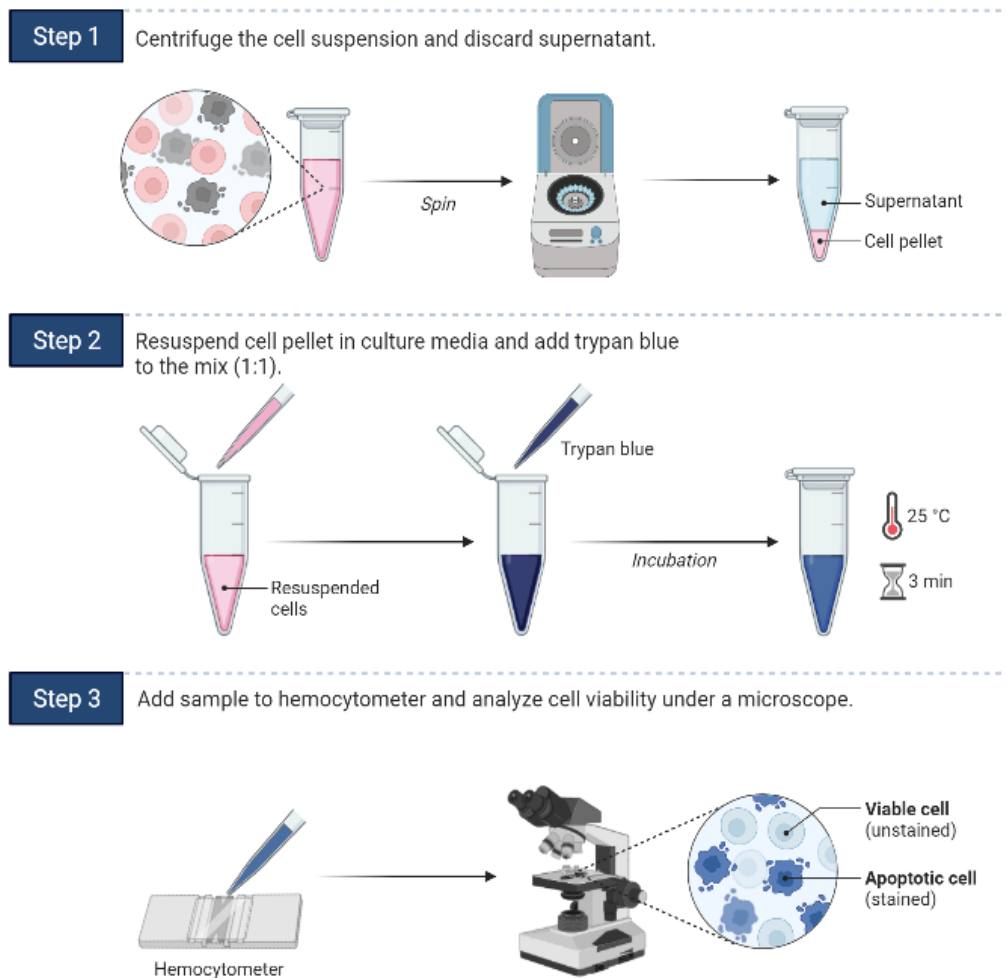 Step 1
Centrifuge the cell suspension and discard supernatant.
Spin
Supernatant
Cell pellet
Step 2
Resuspend cell pellet in culture media and add trypan blue
to the mix (1:1).
Trypan blue
25 °C
Incubation
3 min
Resuspended
cells
Step 3
Add sample to hemocytometer and analyze cell viability under a microscope.
Viable cell
(unstained)
Apoptotic cell
(stained)
Hemocytometer